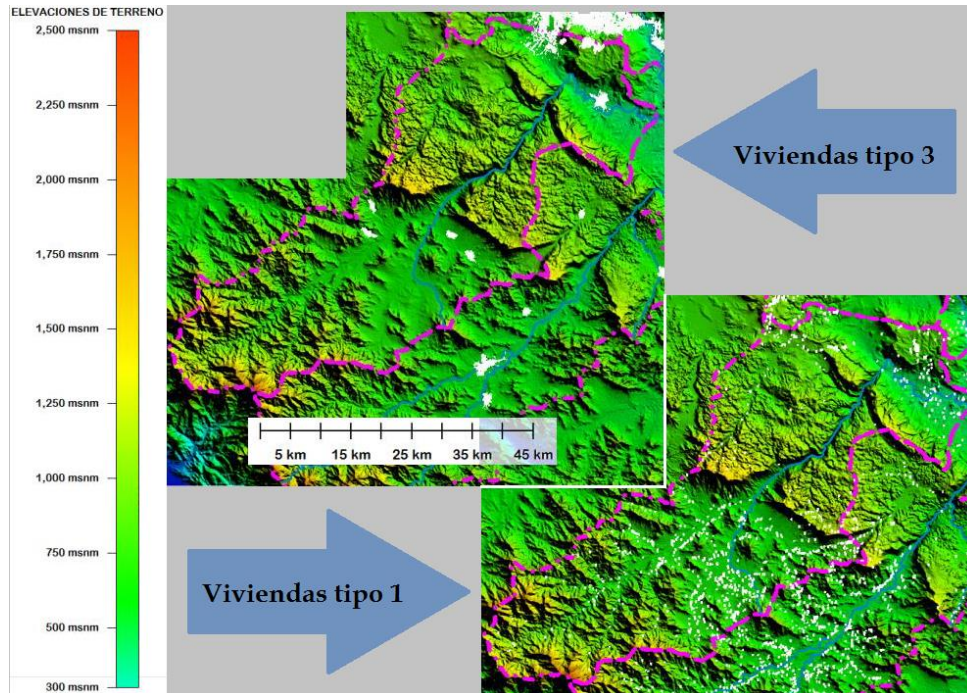 ELEVACIONES DE TERRENO
2,500 msnm
2,250 msnm
2,000 msnm
1,750 msnm
1,500 msnm
1,250 msnm
1,000 msnm
750 msnm
500 msnm
300 msnm
Viviendas tipo 3
5 km 15 km 25 km 35 km 45 km
Viviendas tipo 1